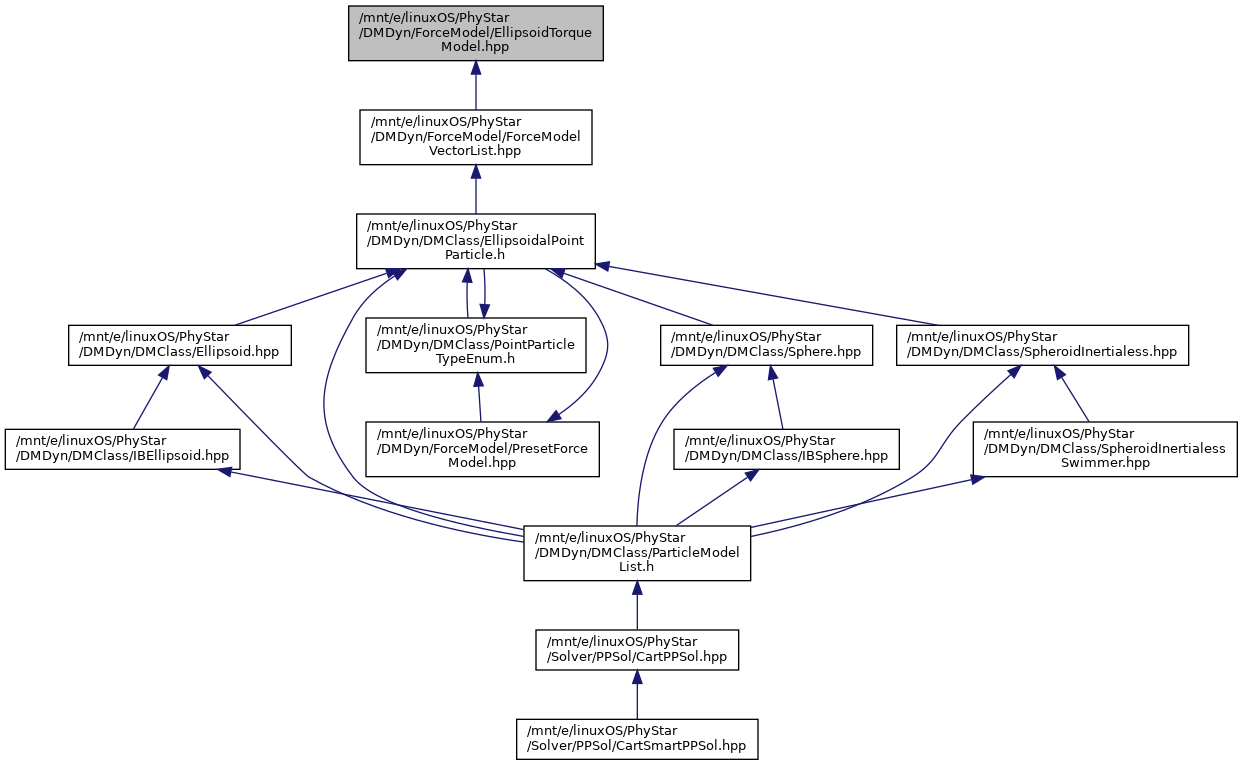 /mnt/e/linuxOS/PhyStar
/DMDyn/ForceModel/EllipsoidTorque
Model.hpp
/mnt/e/linuxOS/PhyStar
/DMDyn/ForceModel/ForceModel
VectorList.hpp
/mnt/e/linuxOS/PhyStar
/DMDyn/DMClass/EllipsoidalPoint
Particle.h
/mnt/e/linuxOS/PhyStar
/DMDyn/DMClass/Ellipsoid.hpp
/mnt/e/linuxOS/PhyStar
/DMDyn/DMClass/PointParticle
TypeEnum.h
/mnt/e/linuxOS/PhyStar
/DMDyn/DMClass/Sphere.hpp
/mnt/e/linuxOS/PhyStar
/DMDyn/DMClass/SpheroidInertialess.hpp
/mnt/e/linuxOS/PhyStar
/DMDyn/DMClass/IBEllipsoid.hpp
/mnt/e/linuxOS/PhyStar
/DMDyn/ForceModel/PresetForce
Model.hpp
/mnt/e/linuxOS/PhyStar
/DMDyn/DMClass/IBSphere.hpp
/mnt/e/linuxOS/PhyStar
/DMDyn/DMClass/SpheroidInertialess
Swimmer.hpp
/mnt/e/linuxOS/PhyStar
/DMDyn/DMClass/ParticleModel
List.h
/mnt/e/linuxOS/PhyStar
/Solver/PPSol/CartPPSol.hpp
/mnt/e/linuxOS/PhyStar
/Solver/PPSol/CartSmartPPSol.hpp